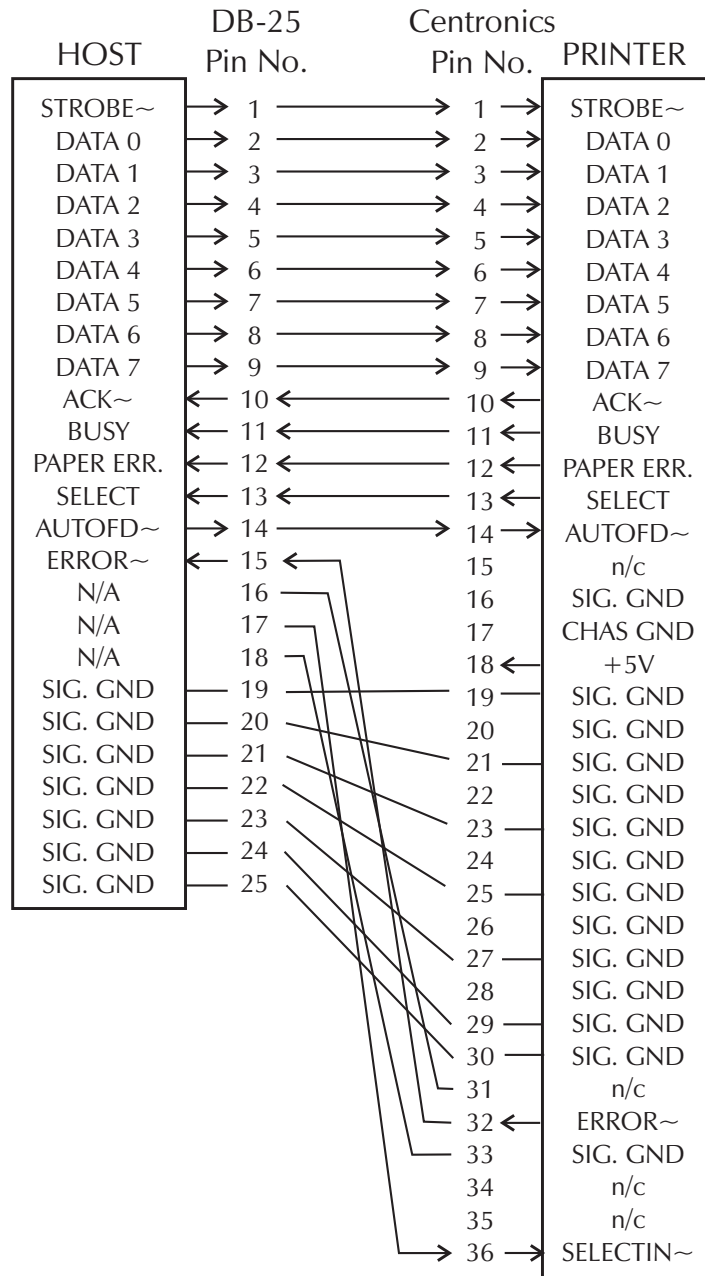 DB-25 Centronics
HOST Pin No. Pin No. PRINTER
STROBE~ 1 1 STROBE~
DATA 0 2 2 DATA 0
DATA 1 3 3 DATA 1
DATA 2 4 4 DATA 2
DATA 3 5 5 DATA 3
DATA 4 6 6 DATA 4
DATA 5 7 7 DATA 5
DATA 6 8 8 DATA 6
DATA 7 9 9 DATA 7
ACK~ 10 10 ACK~
BUSY 11 11 BUSY
PAPER ERR. 12 12 PAPER ERR.
SELECT 13 13 SELECT
AUTOFD~ 14 14 AUTOFD~
ERROR~ 15 15 n/c
N/A 16 16 SIG. GND
N/A 17 17 CHAS GND
N/A 18 18 +5V
SIG. GND 19 19 SIG. GND
SIG. GND 20 20 SIG. GND
SIG. GND 21 21 SIG. GND
SIG. GND 22 22 SIG. GND
SIG. GND 23 23 SIG. GND
SIG. GND 24 24 SIG. GND
SIG. GND 25 25 SIG. GND
26 SIG. GND
27 SIG. GND
28 SIG. GND
29 SIG. GND
30 SIG. GND
31 n/c
32 ERROR~
33 SIG. GND
34 n/c
35 n/c
36 SELECTIN~